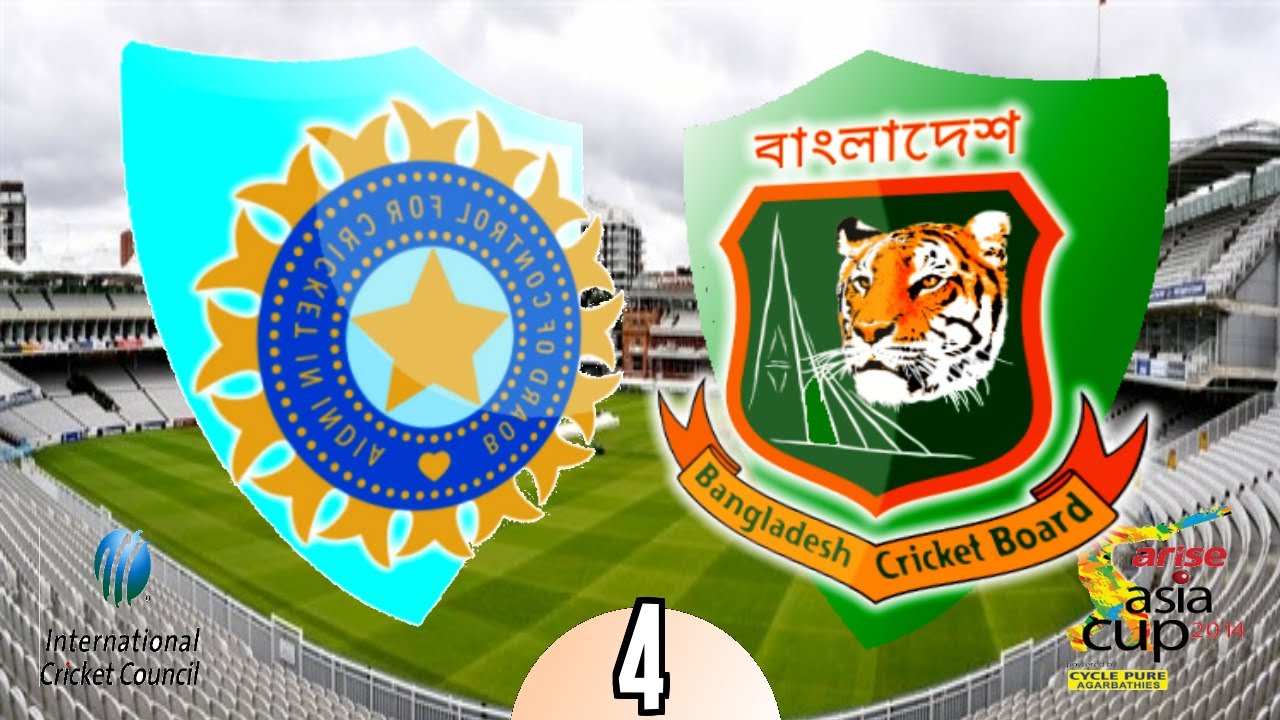 BOARD OF CONTROL FOR CRICKET IN INDIA
বাংলাদেশ
Bangladesh Cricket Board
International
Cricket Council
arise
asia
cup 2014
powered by
CYCLE PURE
AGARBATHIES
4